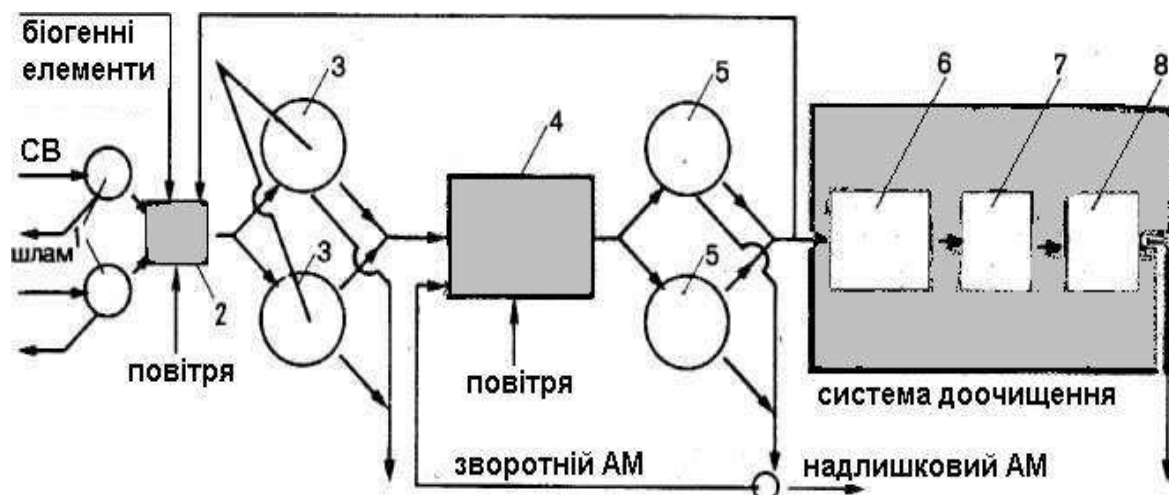 біогенні
елементи
3
5
6
7
8
4
СВ
1
шлам
2
3
5
повітря
повітря
система доочищення
зворотній АМ
надлишковий АМ